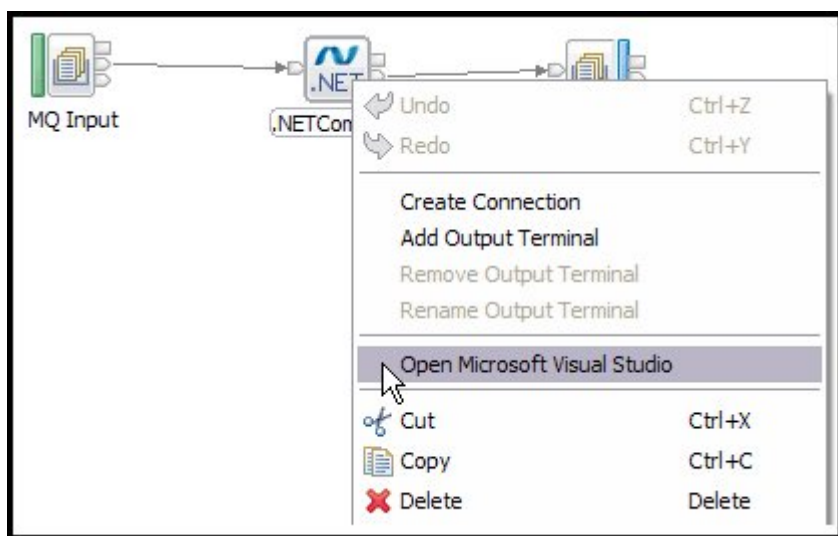 .NET
MQ Input
.NETCom
Undo Ctrl+Z
Redo Ctrl+Y
Create Connection
Add Output Terminal
Remove Output Terminal
Rename Output Terminal
Open Microsoft Visual Studio
Cut Ctrl+X
Copy Ctrl+C
Delete Delete